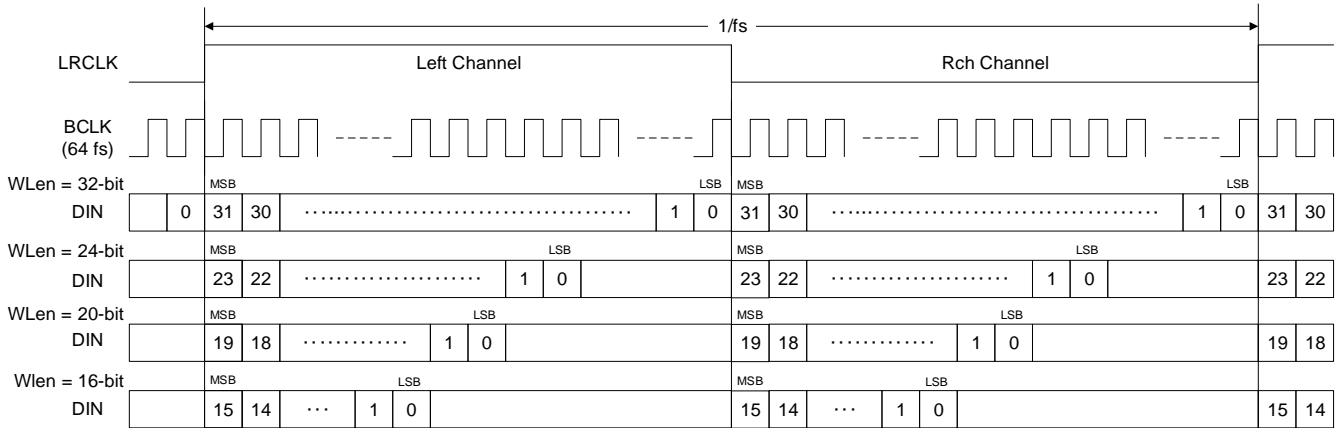 1/fs
LRCLK Left Channel Rch Channel
BCLK
(64 fs)
WLen = 32-bit MSB LSB MSB LSB
DIN 0 31 30 ...................................... 1 0 31 30 ...................................... 1 0 31 30
WLen = 24-bit MSB LSB MSB LSB
DIN 23 22 ...................... 1 0 23 22 ...................... 1 0 23 22
WLen = 20-bit MSB LSB MSB LSB
DIN 19 18 ............. 1 0 19 18 ............. 1 0 19 18
Wlen = 16-bit MSB LSB MSB LSB
DIN 15 14 ... 1 0 15 14 ... 1 0 15 14